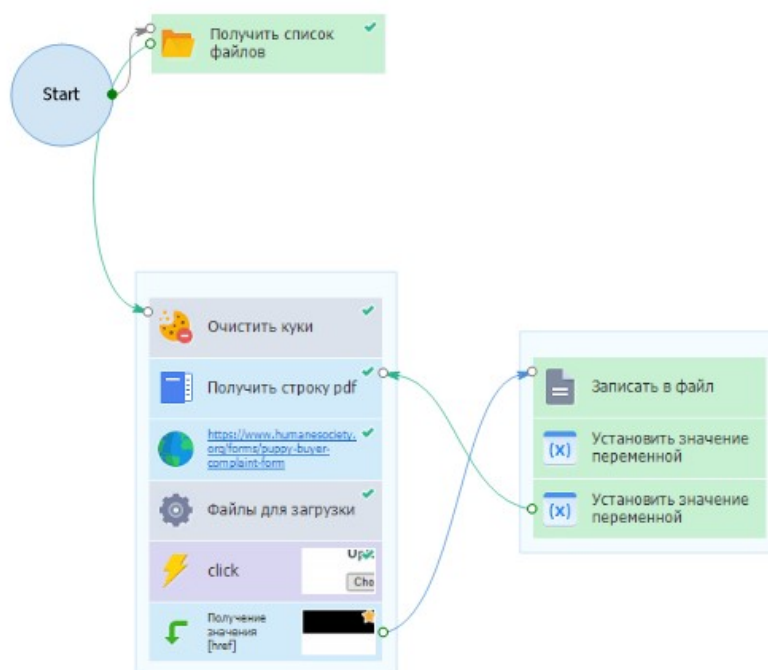 Получить список
файлов
Start
Очистить куки
Получить строку pdf
https://www.humanesociety.
org/forms/puppy-buyer-
complaint-form
Файлы для загрузки
click
Cho
Получение
значения
[href]
Записать в файл
(x)
Установить значение
переменной
(x)
Установить значение
переменной